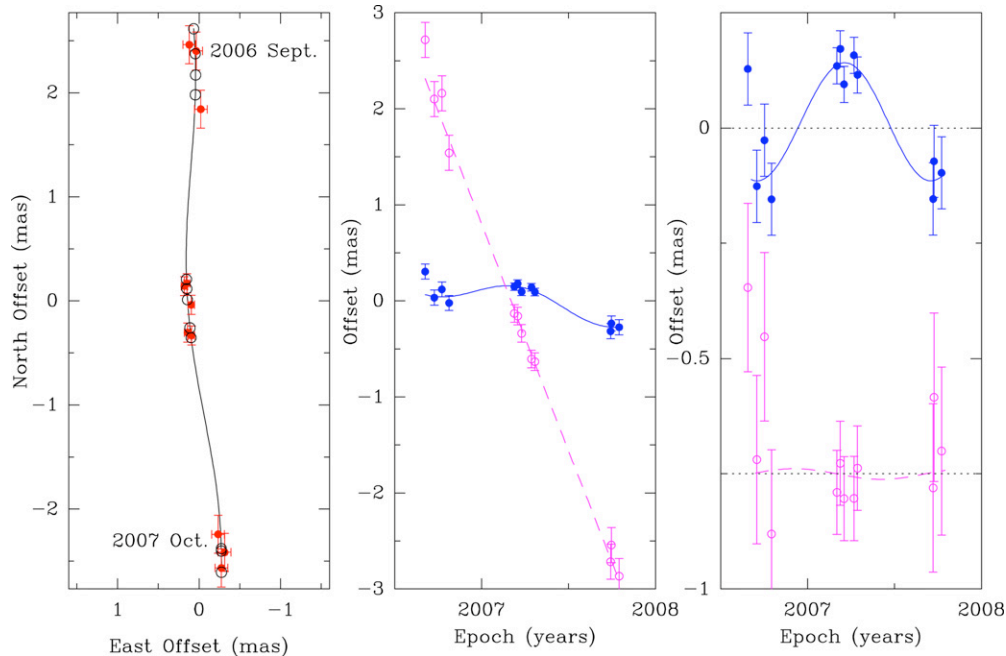 2
1
0
−1
−2
1
0
−1
North Offset (mas)
East Offset (mas)
2006 Sept.
2007 Oct.
3
2
1
0
−1
−2
−3
2007
2008
Offset (mas)
Epoch (years)
0
−0.5
−1
2007
2008
Offset (mas)
Epoch (years)